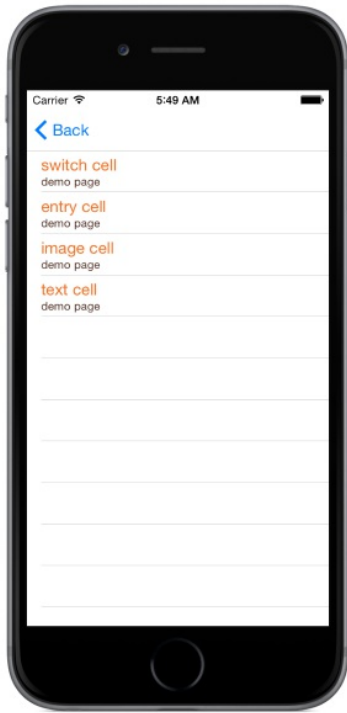 Carrier 5:49 AM
Back
switch cell
demo page
entry cell
demo page
image cell
demo page
text cell
demo page